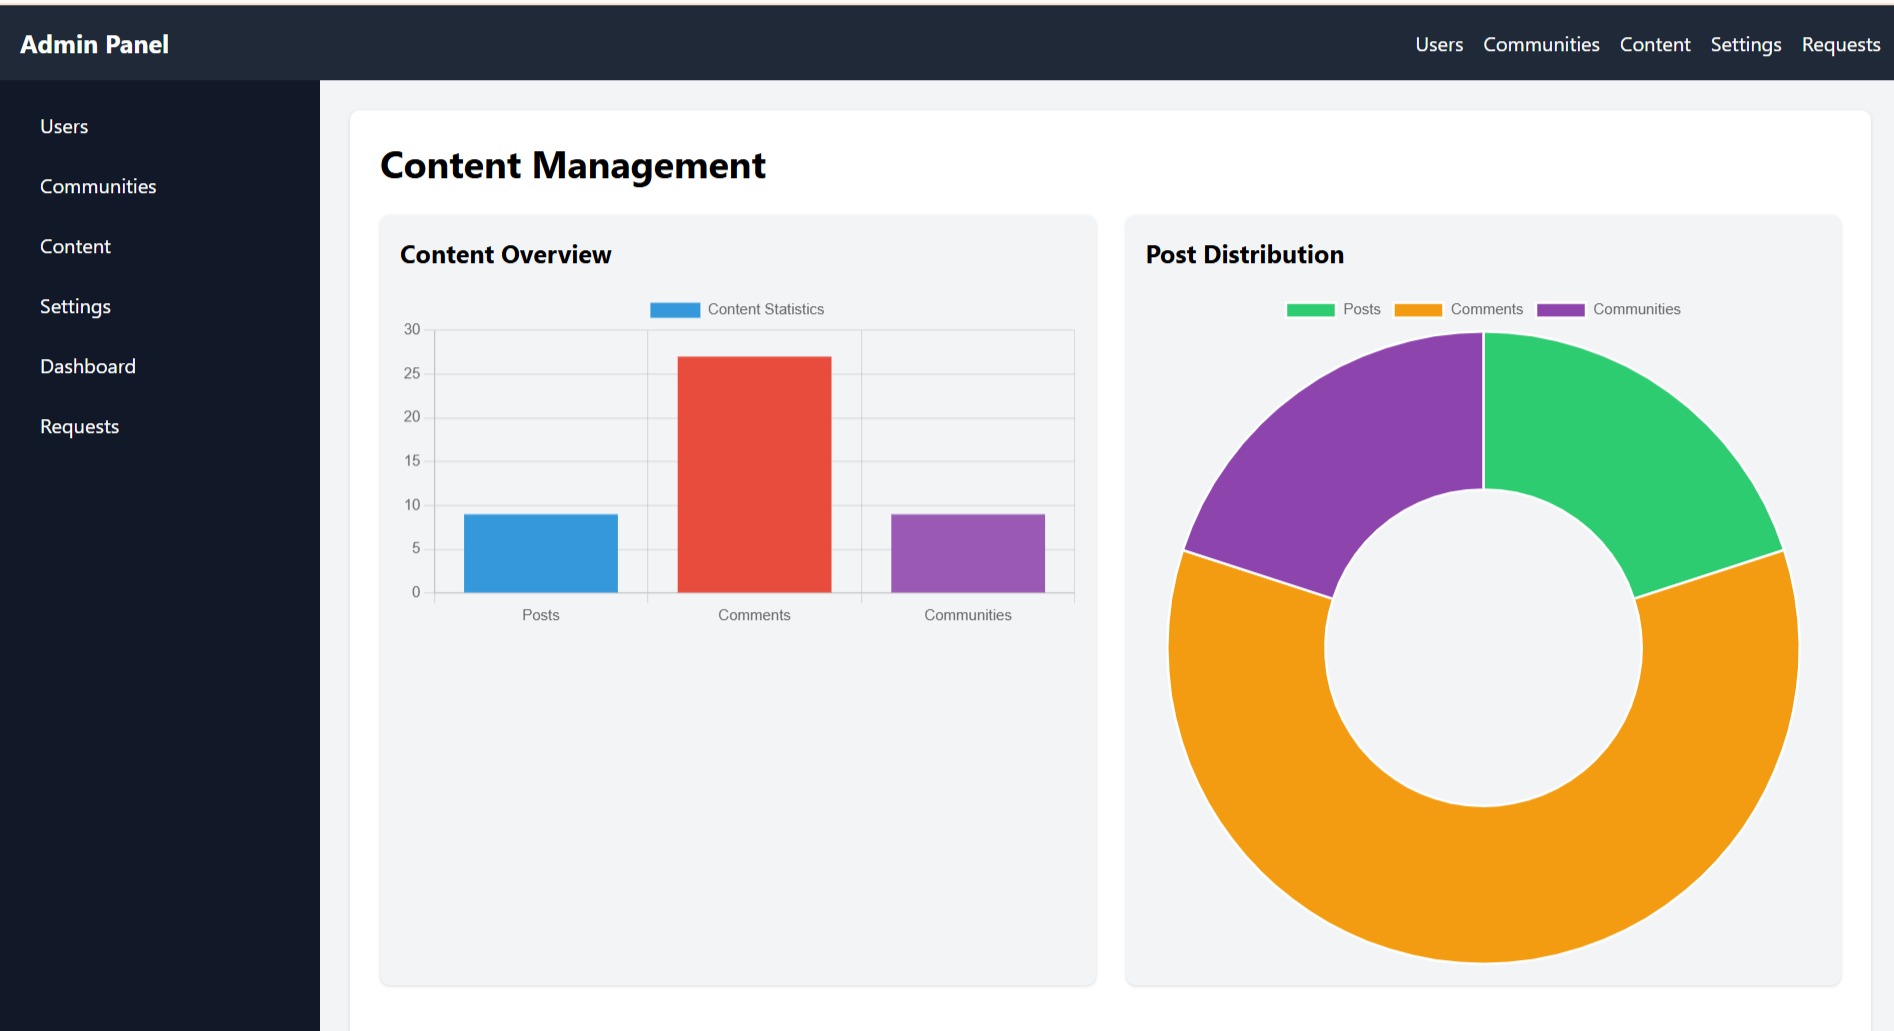 Admin Panel
Users Communities Content Settings Requests
Users
Communities
Content
Settings
Dashboard
Requests
Content Management
Content Overview
Content Statistics
30
25
20
15
10
5
0
Posts Comments Communities
Post Distribution
Posts Comments Communities